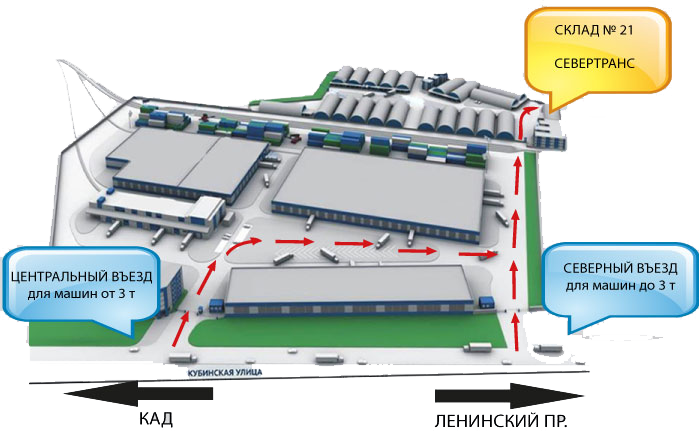 СКЛАД № 21
СЕВЕРТРАНС
ЦЕНТРАЛЬНЫЙ ВЪЕЗД
для машин от 3 т
СЕВЕРНЫЙ ВЪЕЗД
для машин до 3 т
КУБИНСКАЯ УЛИЦА
КАД
ЛЕНИНСКИЙ ПР.